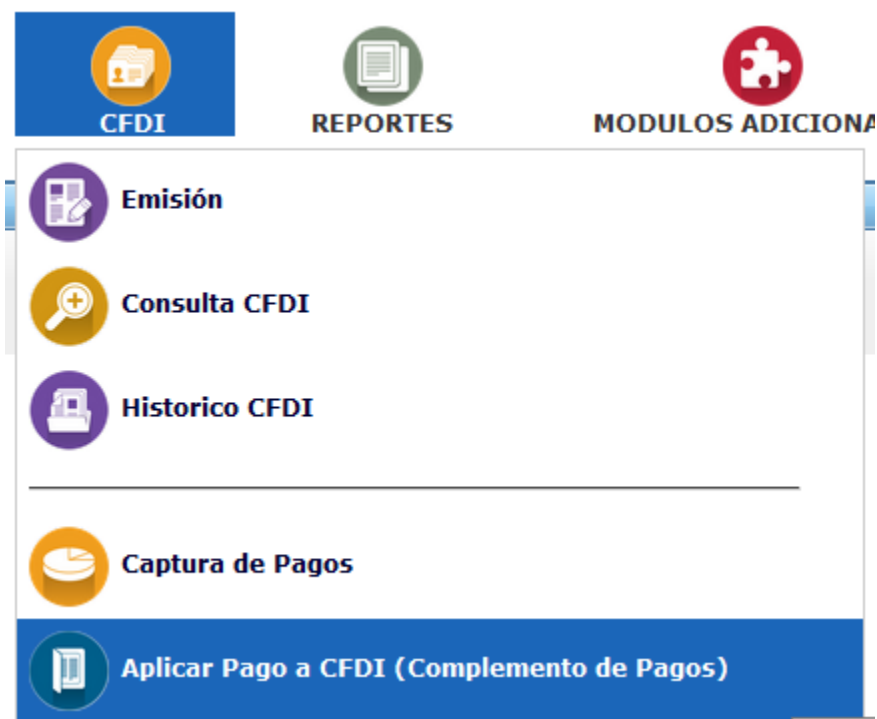 CFDI
REPORTES
MODULOS ADICIONA
Emisión
Consulta CFDI
Historico CFDI
Captura de Pagos
Aplicar Pago a CFDI (Complemento de Pagos)